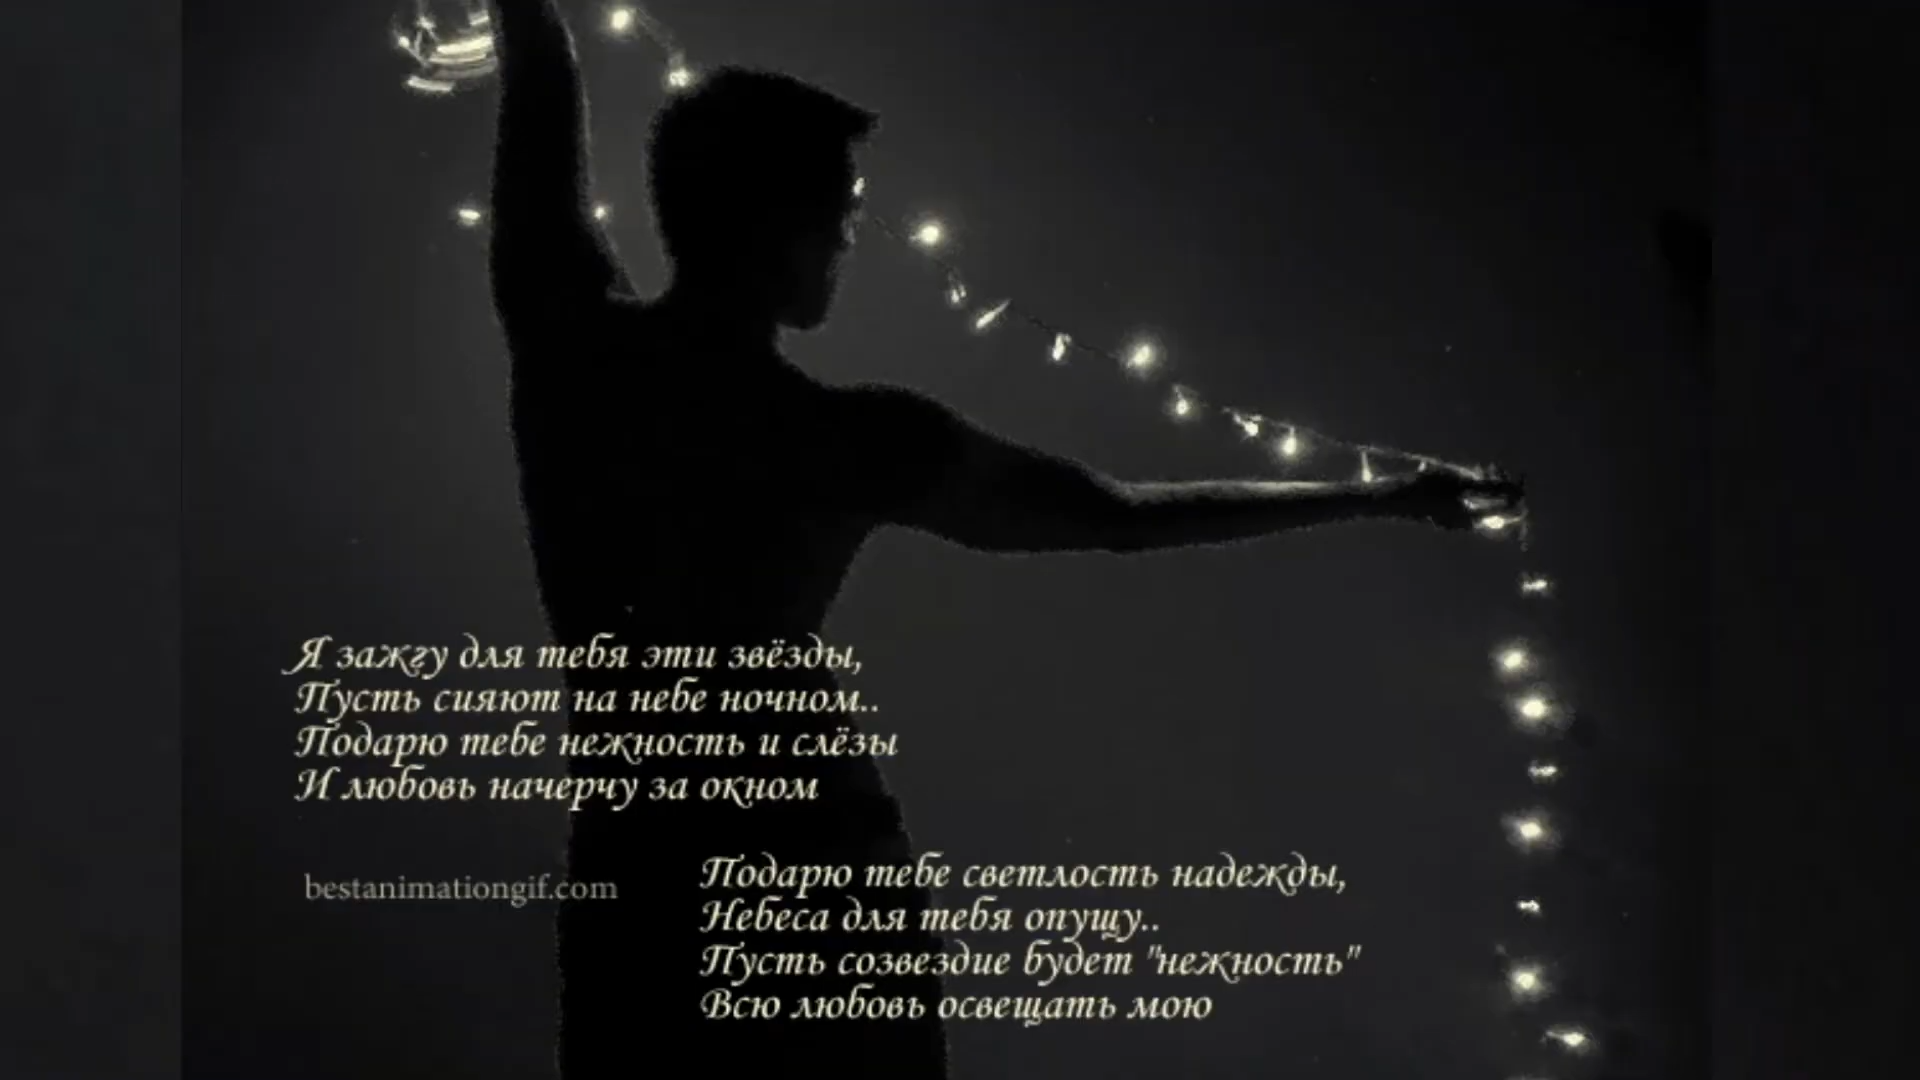 Я зажгу для тебя эти звёзды,
Пусть сияют на небе ночном..
Подарю тебе нежность и слёзы
И любовь начерчу за окном
bestanimationgif.com
Подарю тебе светлость надежды,
Небеса для тебя опущу..
Пусть созвездие будет "нежность"
Всю любовь освещать мою